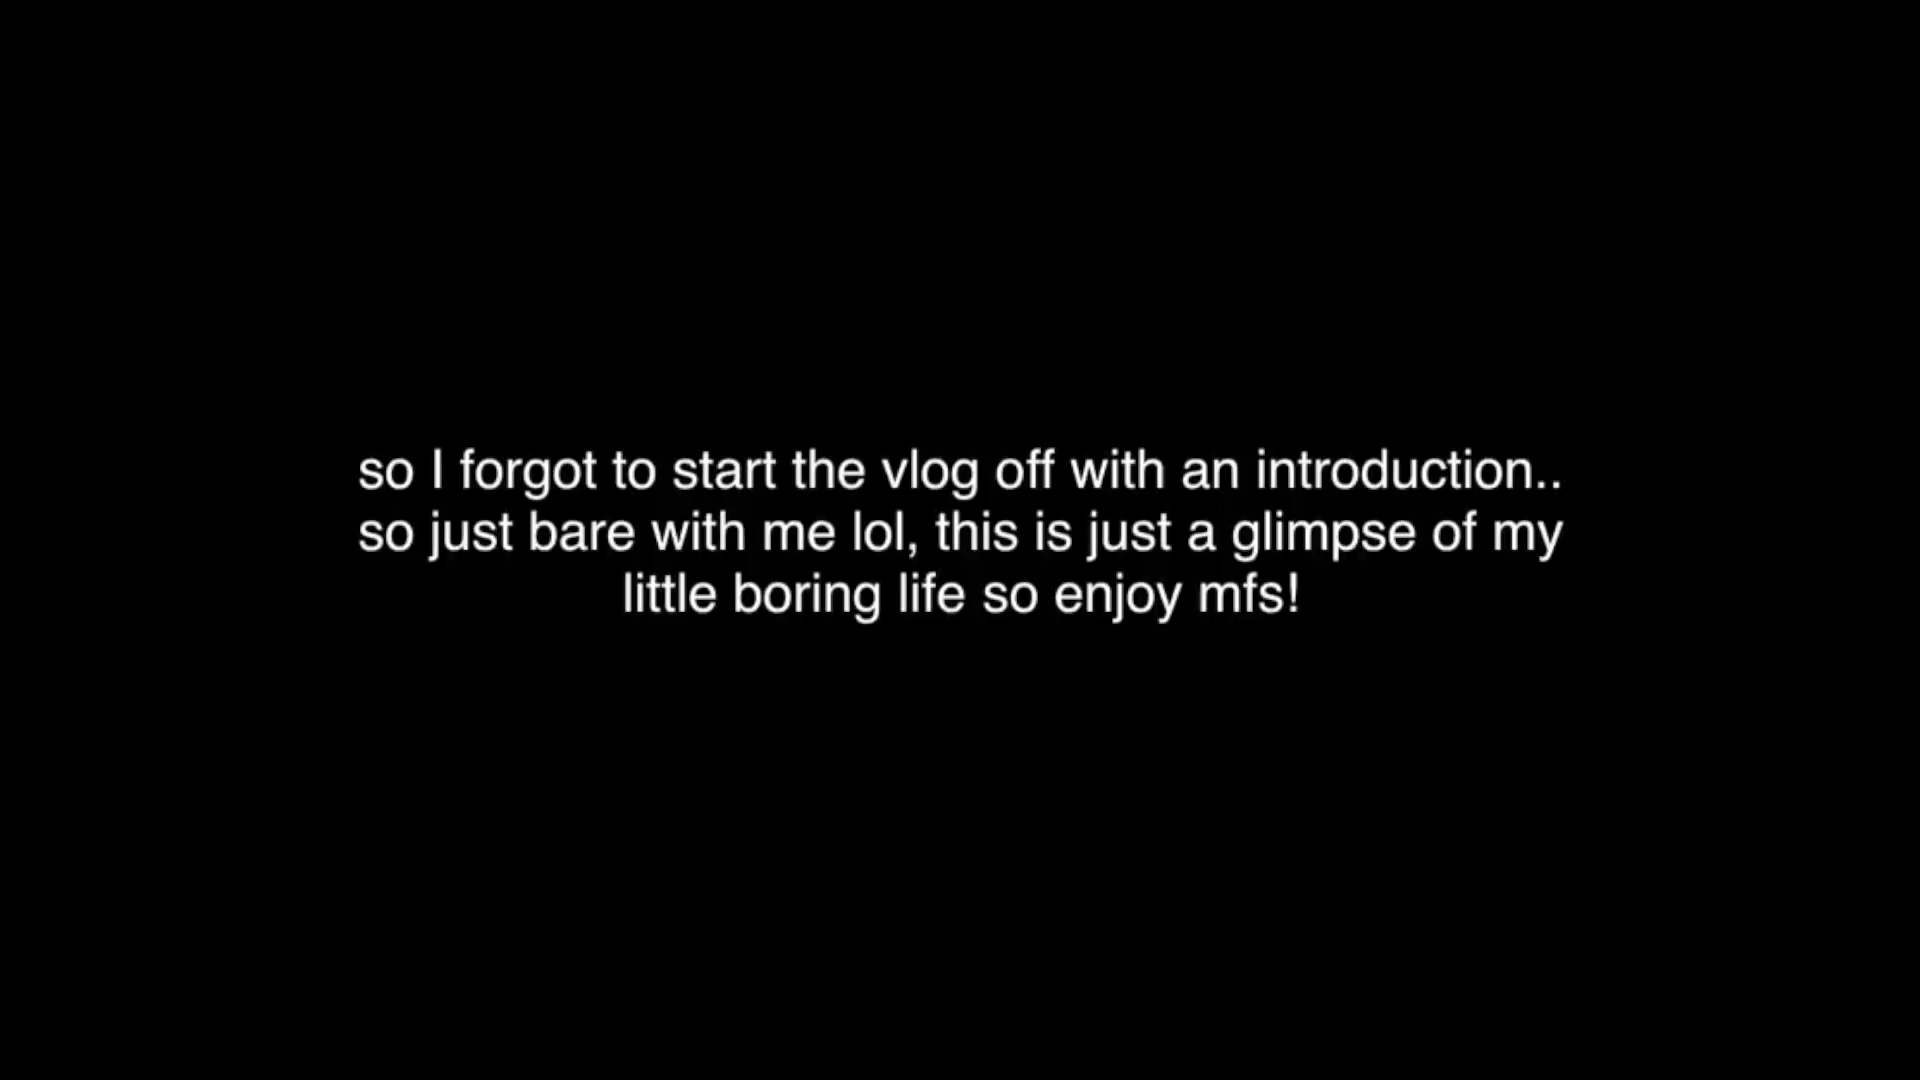 so I forgot to start the vlog off with an introduction..
so just bare with me lol, this is just a glimpse of my
little boring life so enjoy mfs!